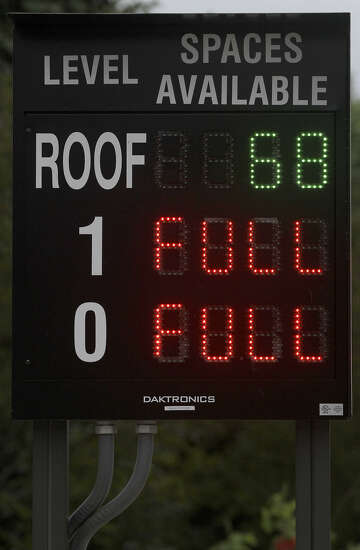 LEVEL SPACES AVAILABLE
ROOF 68
1 FULL
0 FULL
DAKTRONICS